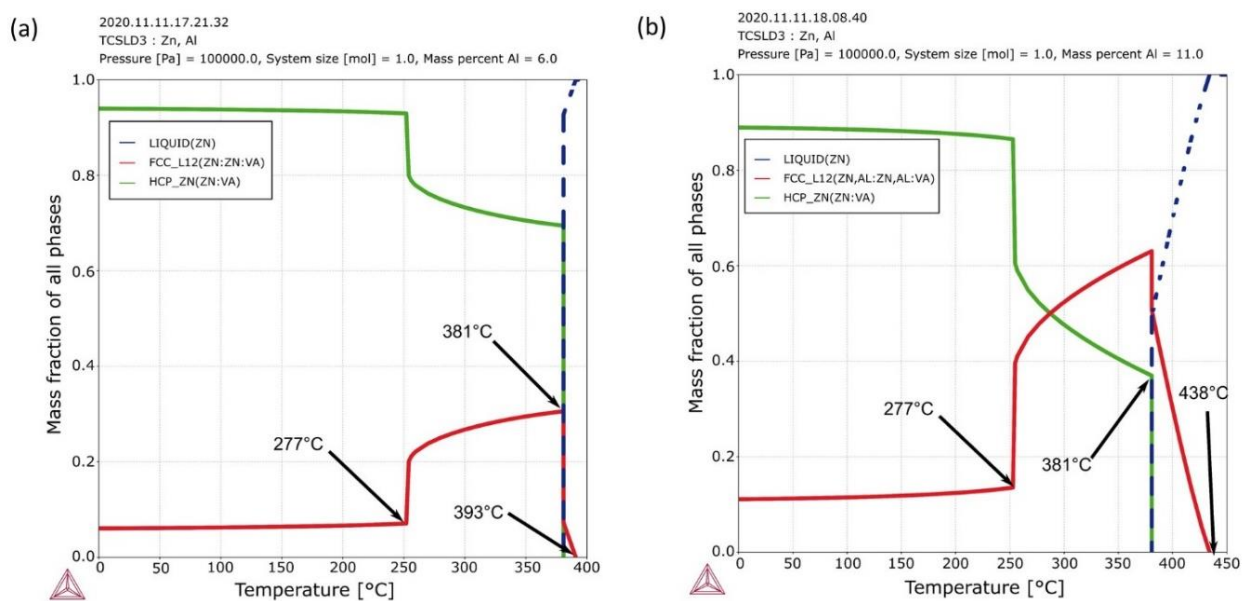 (a)
2020.11.11.17.21.32
TCSLD3 : Zn, Al
Pressure [Pa] = 100000.0, System size [mol] = 1.0, Mass percent Al = 6.0
1.0
0.8
0.6
0.4
0.2
0.0
Mass fraction of all phases
LIQUID(ZN)
FCC_L12(ZN:ZN:VA)
HCP_ZN(ZN:VA)
381°C
277°C
393°C
0 50 100 150 200 250 300 350 400
Temperature [°C]
(b)
2020.11.11.18.08.40
TCSLD3 : Zn, Al
Pressure [Pa] = 100000.0, System size [mol] = 1.0, Mass percent Al = 11.0
1.0
0.8
0.6
0.4
0.2
0.0
Mass fraction of all phases
LIQUID(ZN)
FCC_L12(ZN,AL:ZN,AL:VA)
HCP_ZN(ZN:VA)
277°C
381°C
438°C
0 50 100 150 200 250 300 350 400 450
Temperature [°C]